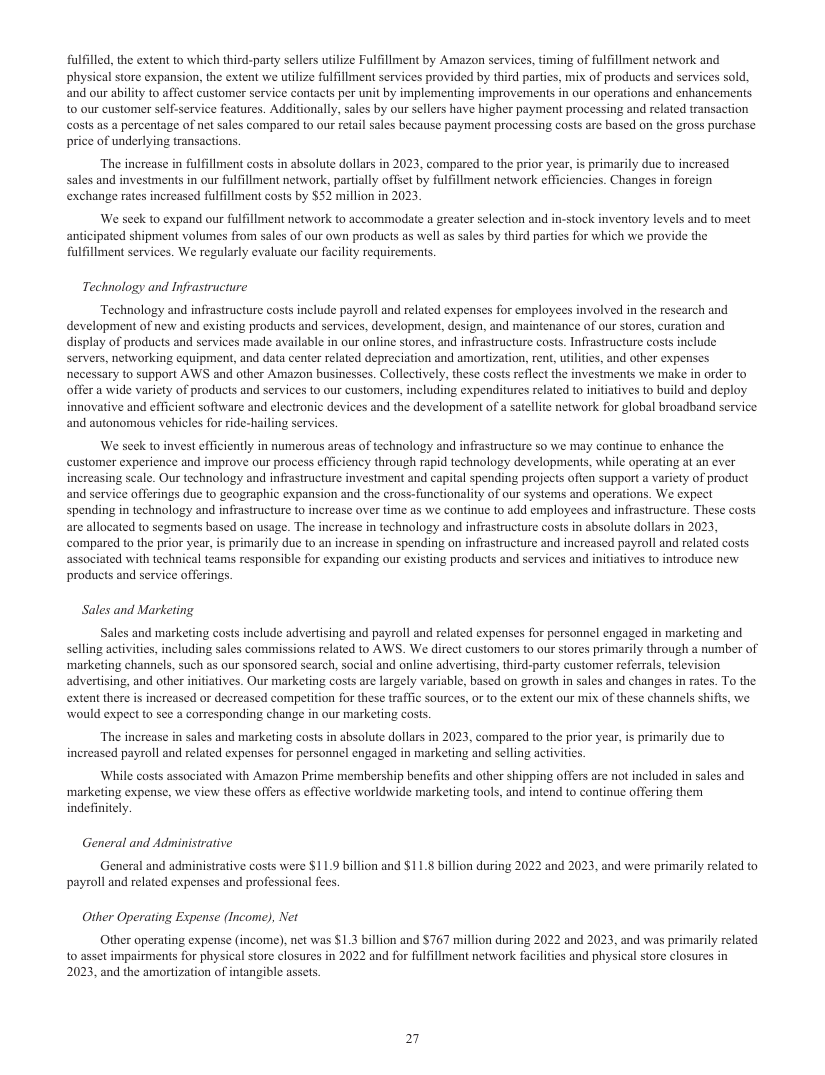 fulfilled, the extent to which third-party sellers utilize Fulfillment by Amazon services, timing of fulfillment network and
physical store expansion, the extent we utilize fulfillment services provided by third parties, mix of products and services sold,
and our ability to affect customer service contacts per unit by implementing improvements in our operations and enhancements
to our customer self-service features. Additionally, sales by our sellers have higher payment processing and related transaction
costs as a percentage of net sales compared to our retail sales because payment processing costs are based on the gross purchase
price of underlying transactions.
The increase in fulfillment costs in absolute dollars in 2023, compared to the prior year, is primarily due to increased
sales and investments in our fulfillment network, partially offset by fulfillment network efficiencies. Changes in foreign
exchange rates increased fulfillment costs by $52 million in 2023.
We seek to expand our fulfillment network to accommodate a greater selection and in-stock inventory levels and to meet
anticipated shipment volumes from sales of our own products as well as sales by third parties for which we provide the
fulfillment services. We regularly evaluate our facility requirements.
Technology and Infrastructure
Technology and infrastructure costs include payroll and related expenses for employees involved in the research and
development of new and existing products and services, development, design, and maintenance of our stores, curation and
display of products and services made available in our online stores, and infrastructure costs. Infrastructure costs include
servers, networking equipment, and data center related depreciation and amortization, rent, utilities, and other expenses
necessary to support AWS and other Amazon businesses. Collectively, these costs reflect the investments we make in order to
offer a wide variety of products and services to our customers, including expenditures related to initiatives to build and deploy
innovative and efficient software and electronic devices and the development of a satellite network for global broadband service
and autonomous vehicles for ride-hailing services.
We seek to invest efficiently in numerous areas of technology and infrastructure so we may continue to enhance the
customer experience and improve our process efficiency through rapid technology developments, while operating at an ever
increasing scale. Our technology and infrastructure investment and capital spending projects often support a variety of product
and service offerings due to geographic expansion and the cross-functionality of our systems and operations. We expect
spending in technology and infrastructure to increase over time as we continue to add employees and infrastructure. These costs
are allocated to segments based on usage. The increase in technology and infrastructure costs in absolute dollars in 2023,
compared to the prior year, is primarily due to an increase in spending on infrastructure and increased payroll and related costs
associated with technical teams responsible for expanding our existing products and services and initiatives to introduce new
products and service offerings.
Sales and Marketing
Sales and marketing costs include advertising and payroll and related expenses for personnel engaged in marketing and
selling activities, including sales commissions related to AWS. We direct customers to our stores primarily through a number of
marketing channels, such as our sponsored search, social and online advertising, third-party customer referrals, television
advertising, and other initiatives. Our marketing costs are largely variable, based on growth in sales and changes in rates. To the
extent there is increased or decreased competition for these traffic sources, or to the extent our mix of these channels shifts, we
would expect to see a corresponding change in our marketing costs.
The increase in sales and marketing costs in absolute dollars in 2023, compared to the prior year, is primarily due to
increased payroll and related expenses for personnel engaged in marketing and selling activities.
While costs associated with Amazon Prime membership benefits and other shipping offers are not included in sales and
marketing expense, we view these offers as effective worldwide marketing tools, and intend to continue offering them
indefinitely.
General and Administrative
General and administrative costs were $11.9 billion and $11.8 billion during 2022 and 2023, and were primarily related to
payroll and related expenses and professional fees.
Other Operating Expense (Income), Net
Other operating expense (income), net was $1.3 billion and $767 million during 2022 and 2023, and was primarily related
to asset impairments for physical store closures in 2022 and for fulfillment network facilities and physical store closures in
2023, and the amortization of intangible assets.
27